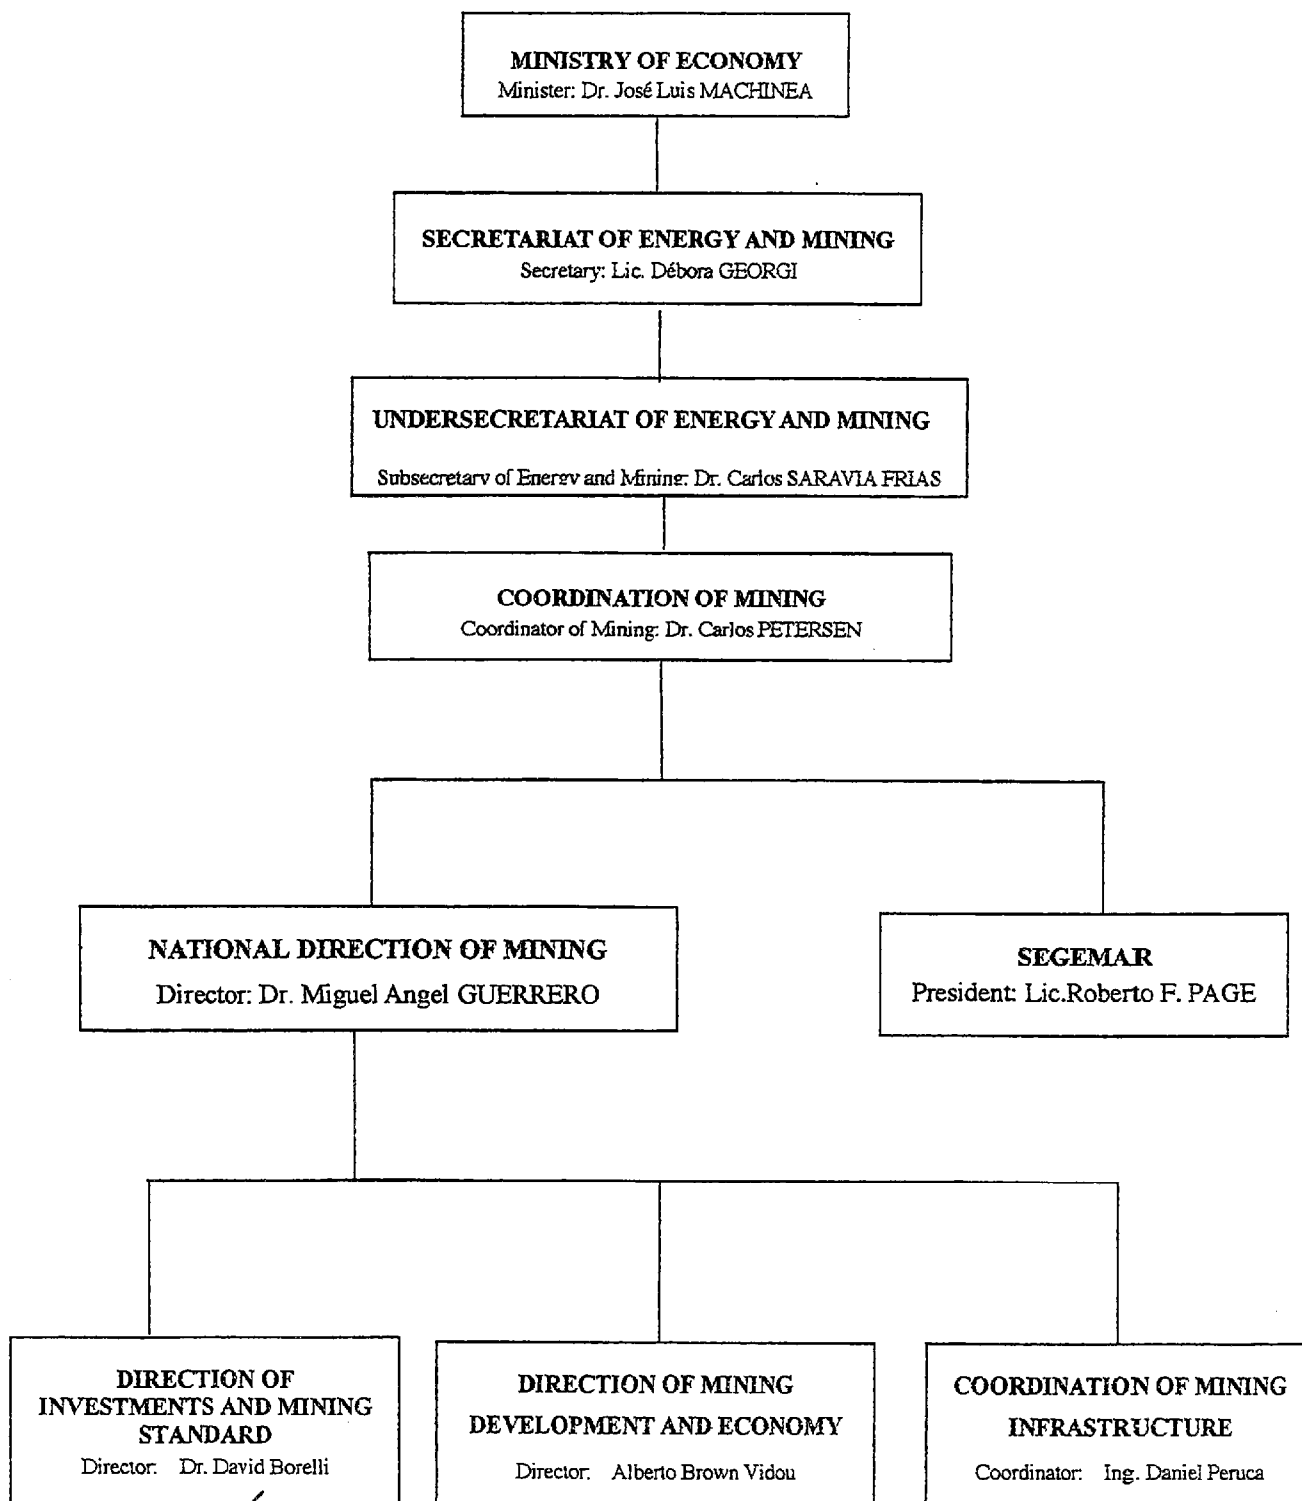 MINISTRY OF ECONOMY
Minister: Dr. José Luis MACHINEA
SECRETARIAT OF ENERGY AND MINING
Secretary: Lic. Débora GEORGI
UNDERSECRETARIAT OF ENERGY AND MINING
Subsecretary of Energy and Mining: Dr. Carlos SARAVIA FRIAS
COORDINATION OF MINING
Coordinator of Mining: Dr. Carlos PETERSEN
NATIONAL DIRECTION OF MINING
Director: Dr. Miguel Angel GUERRERO
SEGEMAR
President: Lic.Roberto F. PAGE
DIRECTION OF
INVESTMENTS AND MINING
STANDARD
Director: Dr. David Borelli
DIRECTION OF MINING
DEVELOPMENT AND ECONOMY
Director: Alberto Brown Vidou
COORDINATION OF MINING
INFRASTRUCTURE
Coordinator: Ing. Daniel Peruca